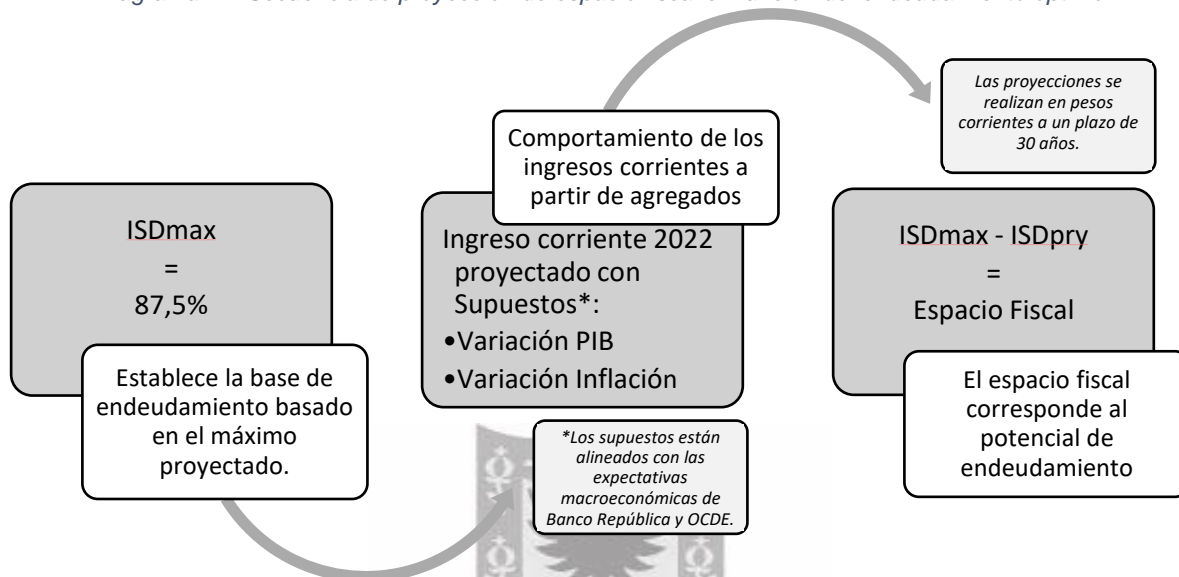 ISDmax
=
87,5%
Establece la base de
endeudamiento basado
en el máximo
proyectado.
Comportamiento de los
ingresos corrientes a
partir de agregados
Ingreso corriente 2022
proyectado con
Supuestos*:
•Variación PIB
•Variación Inflación
*Los supuestos están
alineados con las
expectativas
macroeconómicas de
Banco República y OCDE.
Las proyecciones se
realizan en pesos
corrientes a un plazo de
30 años.
ISDmax - ISDpry
=
Espacio Fiscal
El espacio fiscal
corresponde al
potencial de
endeudamiento